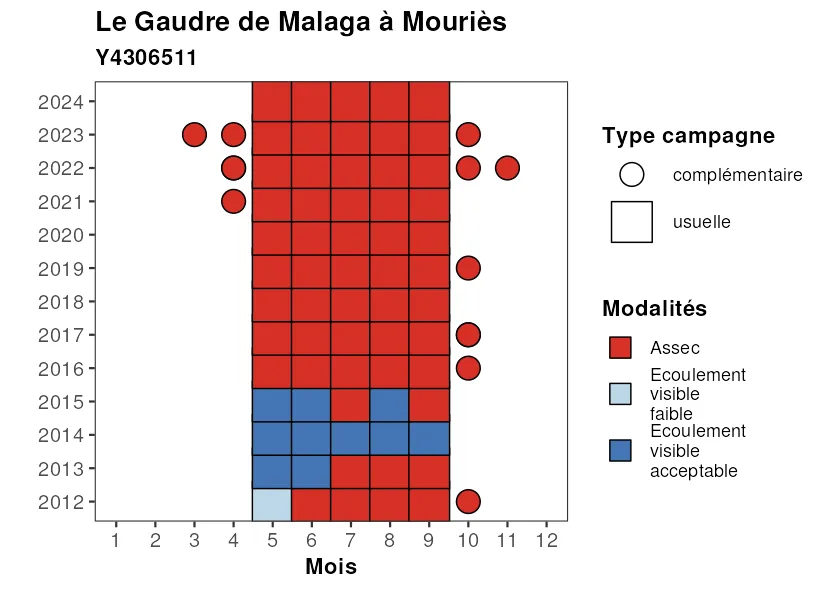 Le Gaudre de Malaga à Mouriès
Y4306511
2024
2023
2022
2021
2020
2019
2018
2017
2016
2015
2014
2013
2012
1 2 3 4 5 6 7 8 9 10 11 12
Mois
Type campagne
complémentaire
usuelle
Modalités
Assec
Ecoulement
visible
faible
Ecoulement
visible
acceptable